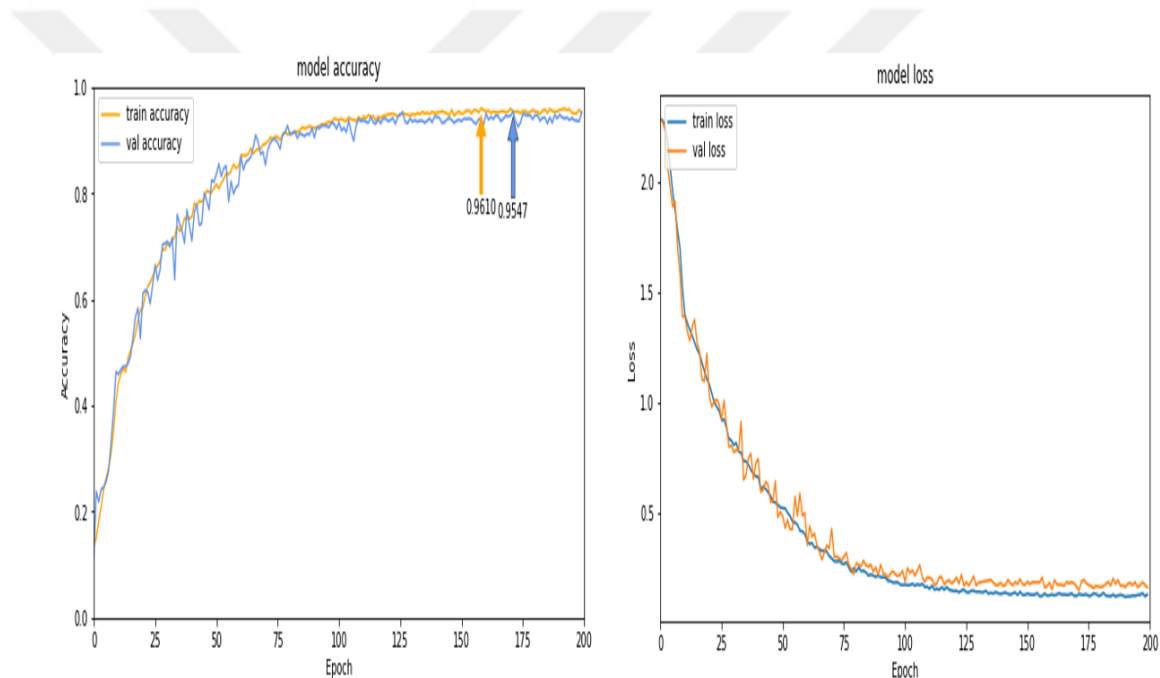 model accuracy
1.0
0.8
0.6
0.4
0.2
0.0
Accuracy
train accuracy
val accuracy
0.9610
0.9547
0 25 50 75 100 125 150 175 200
Epoch
model loss
2.0
1.5
1.0
0.5
Loss
train loss
val loss
0 25 50 75 100 125 150 175 200
Epoch